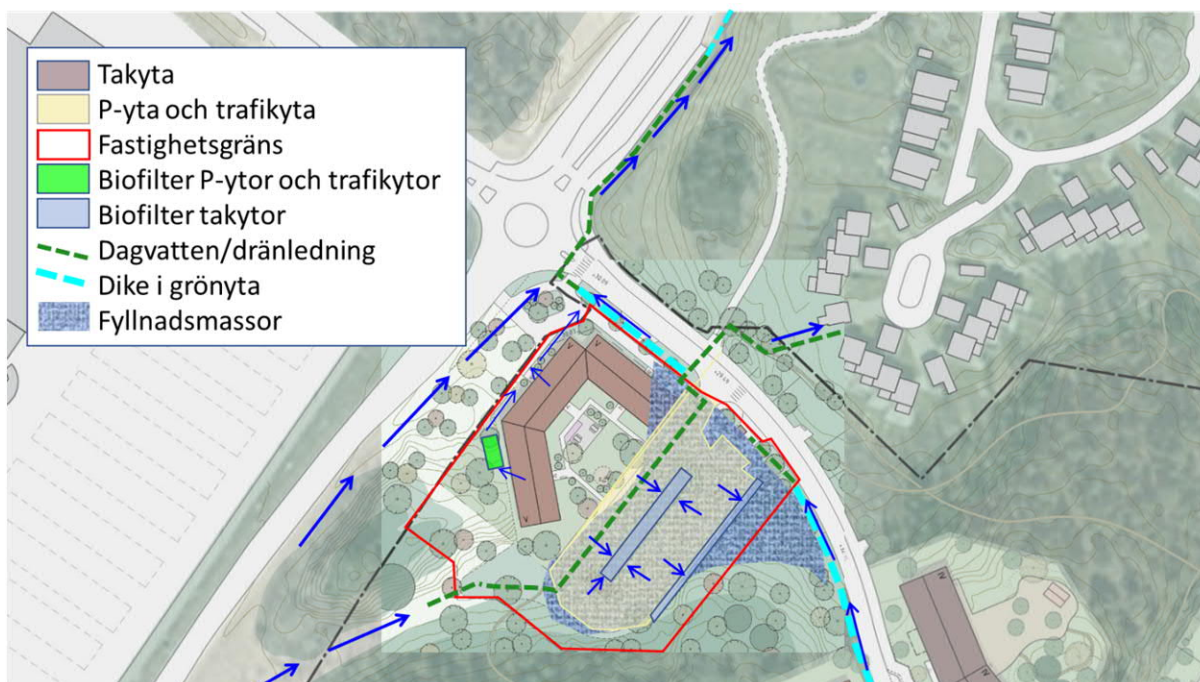 Takyta
P-yta och trafikyta
Fastighetsgräns
Biofilter P-ytor och trafikytor
Biofilter takytor
Dagvatten/dränledning
Dike i grönyta
Fyllnadsmassor